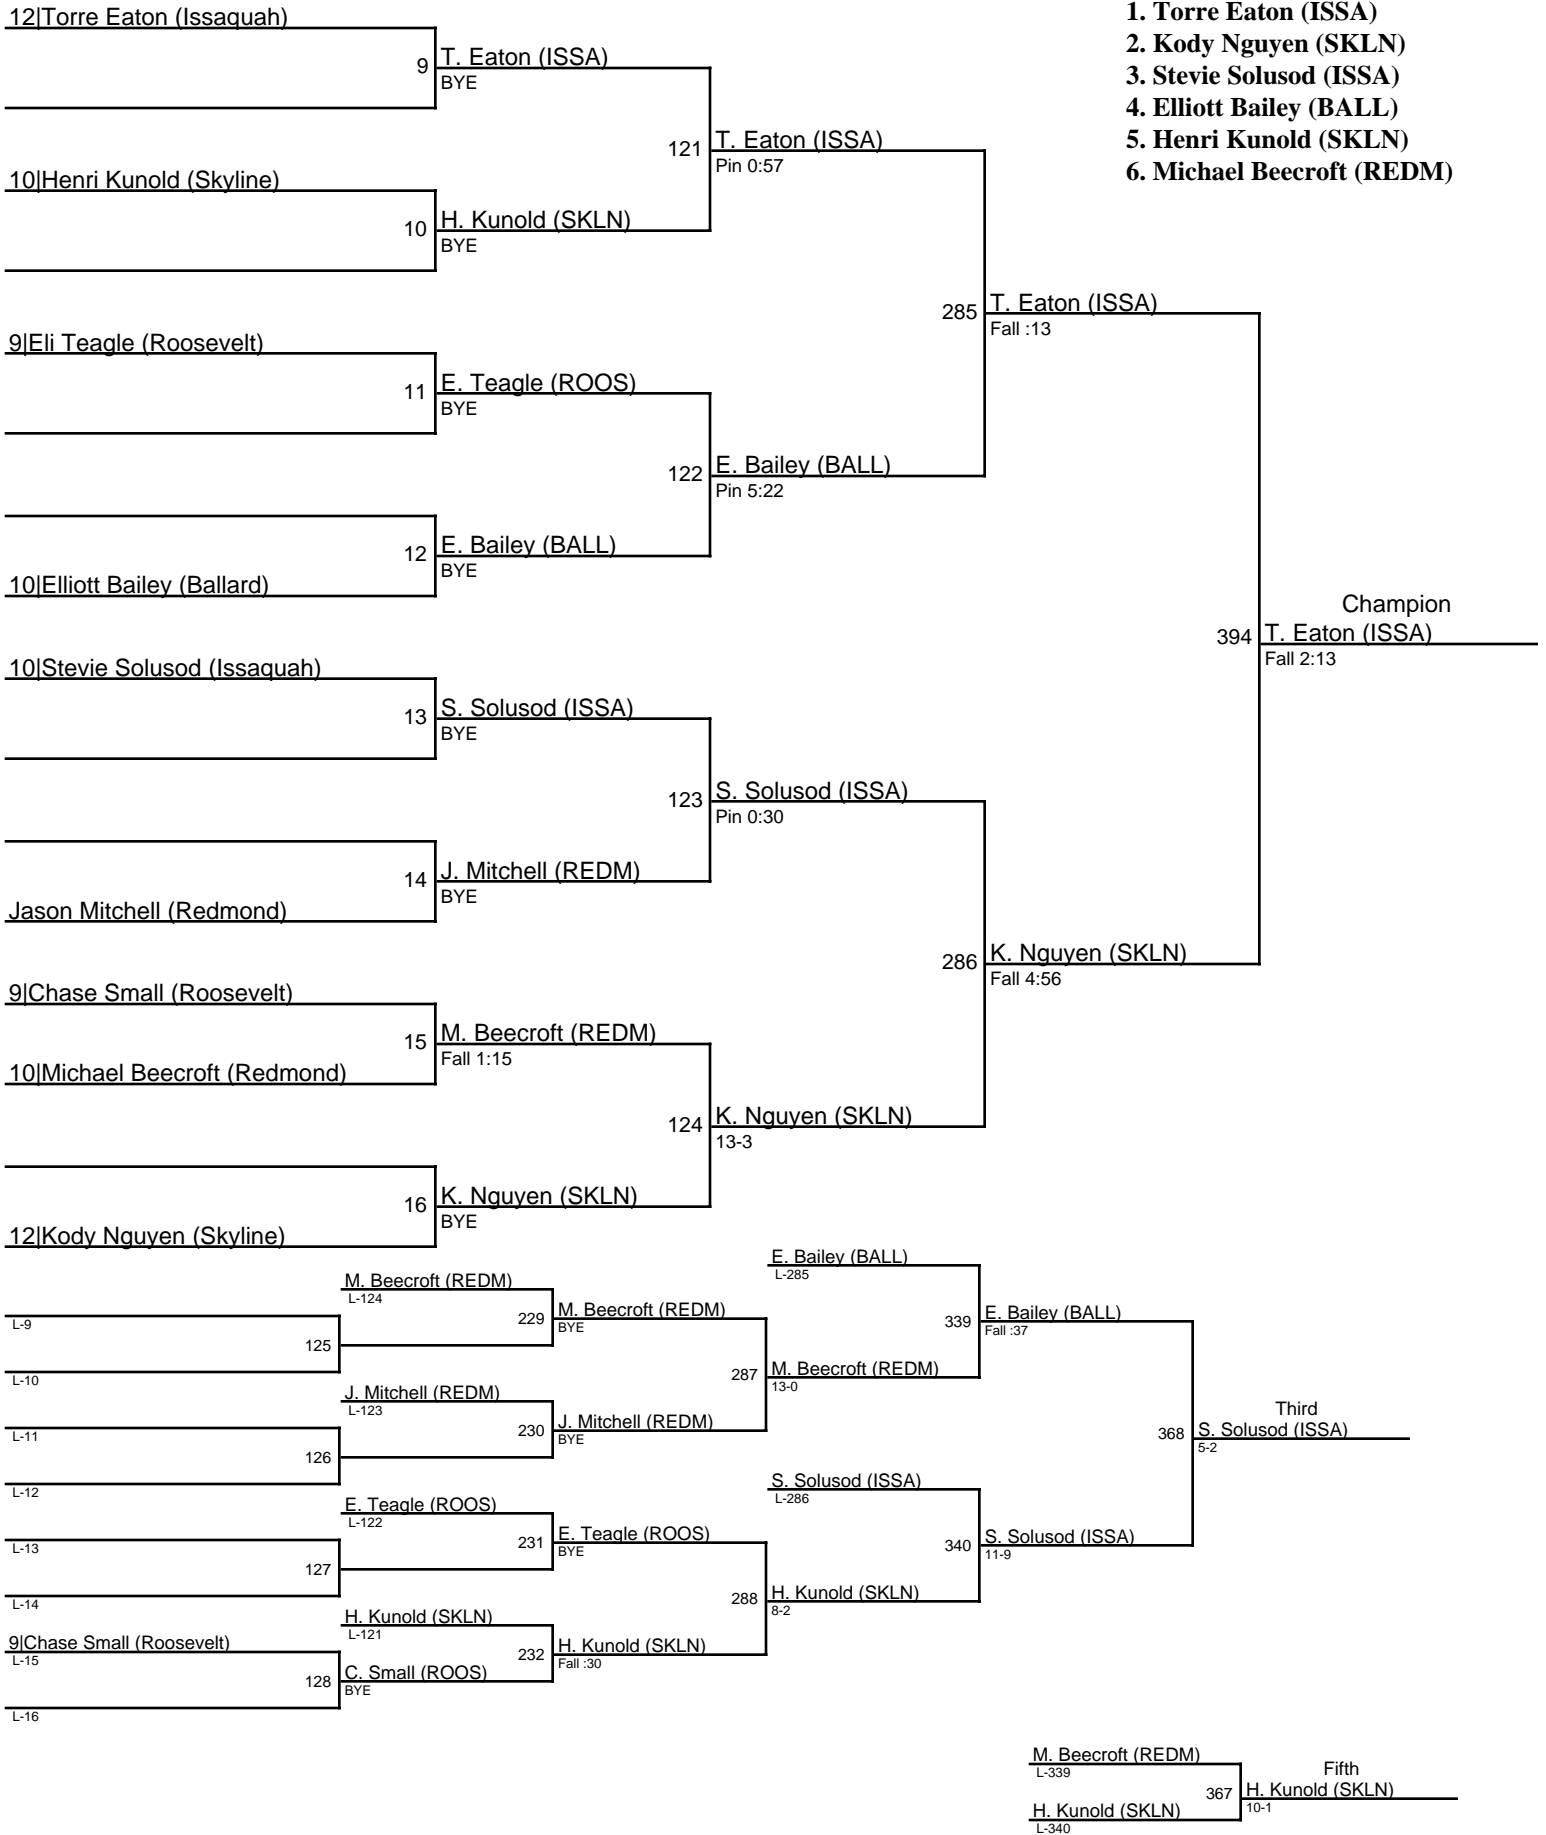 1. Torre Eaton (ISSA)
2. Kody Nguyen (SKLN)
3. Stevie Solusod (ISSA)
4. Elliott Bailey (BALL)
5. Henri Kunold (SKLN)
6. Michael Beecroft (REDM)
12|Torre Eaton (Issaquah)
9 T. Eaton (ISSA)
BYE
121 T. Eaton (ISSA)
Pin 0:57
10|Henri Kunold (Skyline)
10 H. Kunold (SKLN)
BYE
285 T. Eaton (ISSA)
Fall :13
9|Eli Teagle (Roosevelt)
11 E. Teagle (ROOS)
BYE
122 E. Bailey (BALL)
Pin 5:22
12 E. Bailey (BALL)
BYE
10|Elliott Bailey (Ballard)
Champion
394 T. Eaton (ISSA)
Fall 2:13
10|Stevie Solusod (Issaquah)
13 S. Solusod (ISSA)
BYE
123 S. Solusod (ISSA)
Pin 0:30
14 J. Mitchell (REDM)
BYE
Jason Mitchell (Redmond)
286 K. Nguyen (SKLN)
Fall 4:56
9|Chase Small (Roosevelt)
15 M. Beecroft (REDM)
Fall 1:15
10|Michael Beecroft (Redmond)
124 K. Nguyen (SKLN)
13-3
16 K. Nguyen (SKLN)
BYE
12|Kody Nguyen (Skyline)
E. Bailey (BALL)
L-285
M. Beecroft (REDM)
L-124
229 M. Beecroft (REDM)
BYE
L-9
125
L-10
339 E. Bailey (BALL)
Fall :37
287 M. Beecroft (REDM)
13-0
J. Mitchell (REDM)
L-123
230 J. Mitchell (REDM)
BYE
L-11
126
L-12
Third
368 S. Solusod (ISSA)
5-2
S. Solusod (ISSA)
L-286
E. Teagle (ROOS)
L-122
231 E. Teagle (ROOS)
BYE
L-13
127
L-14
340 S. Solusod (ISSA)
11-9
288 H. Kunold (SKLN)
8-2
H. Kunold (SKLN)
L-121
232 H. Kunold (SKLN)
Fall :30
9|Chase Small (Roosevelt)
L-15
128 C. Small (ROOS)
BYE
L-16
M. Beecroft (REDM)
L-339
Fifth
367 H. Kunold (SKLN)
10-1
H. Kunold (SKLN)
L-340